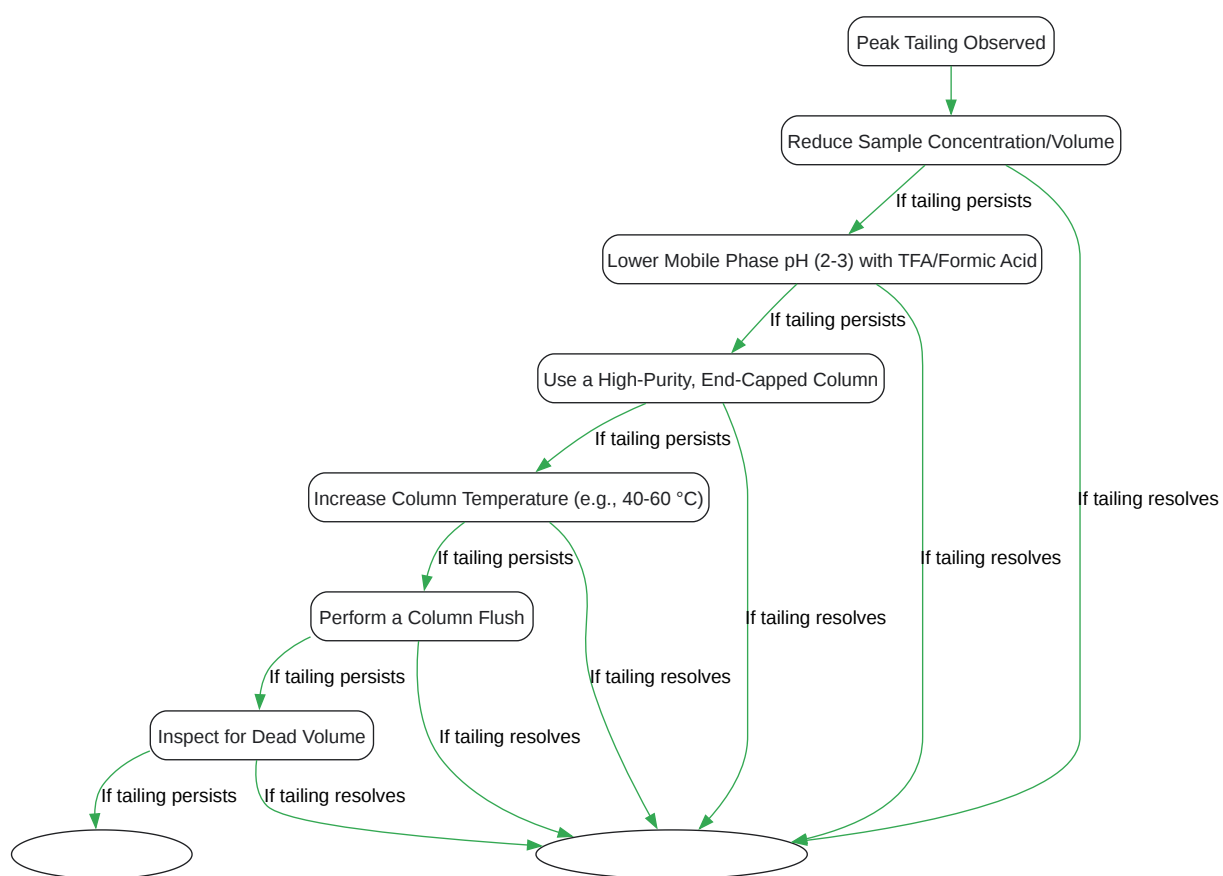 Peak Tailing Observed
Reduce Sample Concentration/Volume
If tailing persists
Lower Mobile Phase pH (2-3) with TFA/Formic Acid
If tailing persists
Use a High-Purity, End-Capped Column
If tailing persists
Increase Column Temperature (e.g., 40-60 °C)
If tailing resolves
If tailing persists
If tailing resolves
Perform a Column Flush
If tailing resolves
If tailing persists
If tailing resolves
Inspect for Dead Volume
If tailing resolves
If tailing persists
If tailing resolves